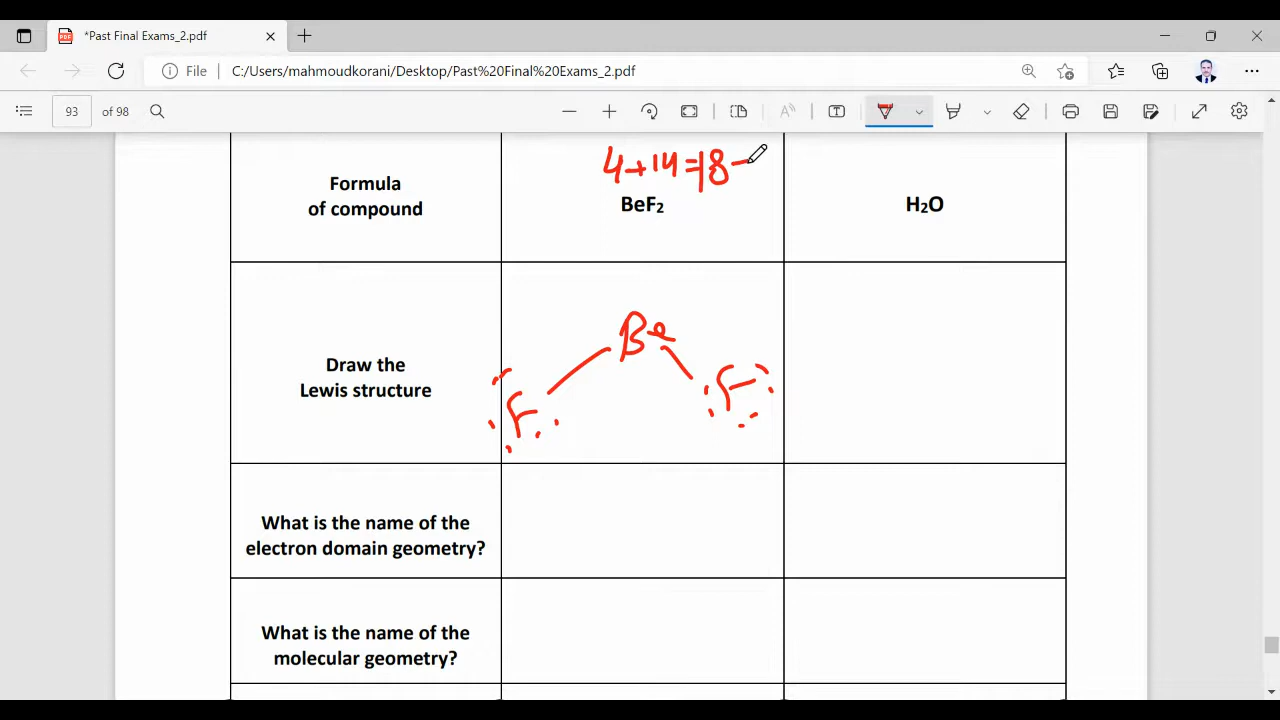 *Past Final Exams_2.pdf
File C:/Users/mahmoudkorani/Desktop/Past%20Final%20Exams_2.pdf
93 of 98
4+14=18-
Formula
of compound
BeF₂
H₂O
Draw the
Lewis structure
Be
F
F
What is the name of the
electron domain geometry?
What is the name of the
molecular geometry?